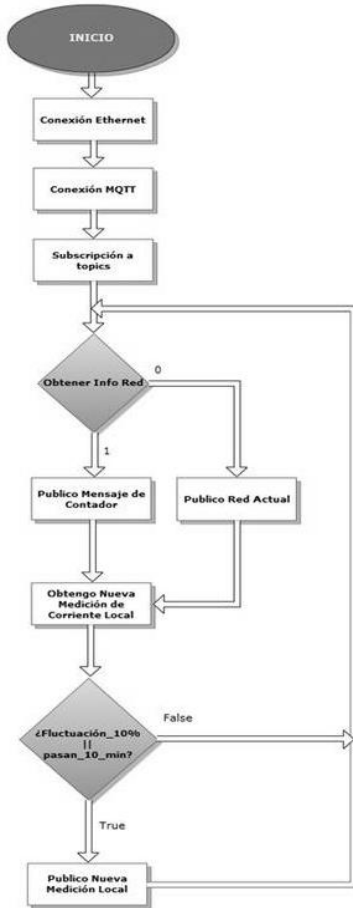 INICIO
Conexión Ethernet
Conexión MQTT
Subscripción a
topics
Obtener Info Red
0
1
Publico Mensaje de
Contador
Publico Red Actual
Obtengo Nueva
Medición de
Corriente Local
¿Fluctuación_10%
||
pasan_10_min?
False
True
Publico Nueva
Medición Local